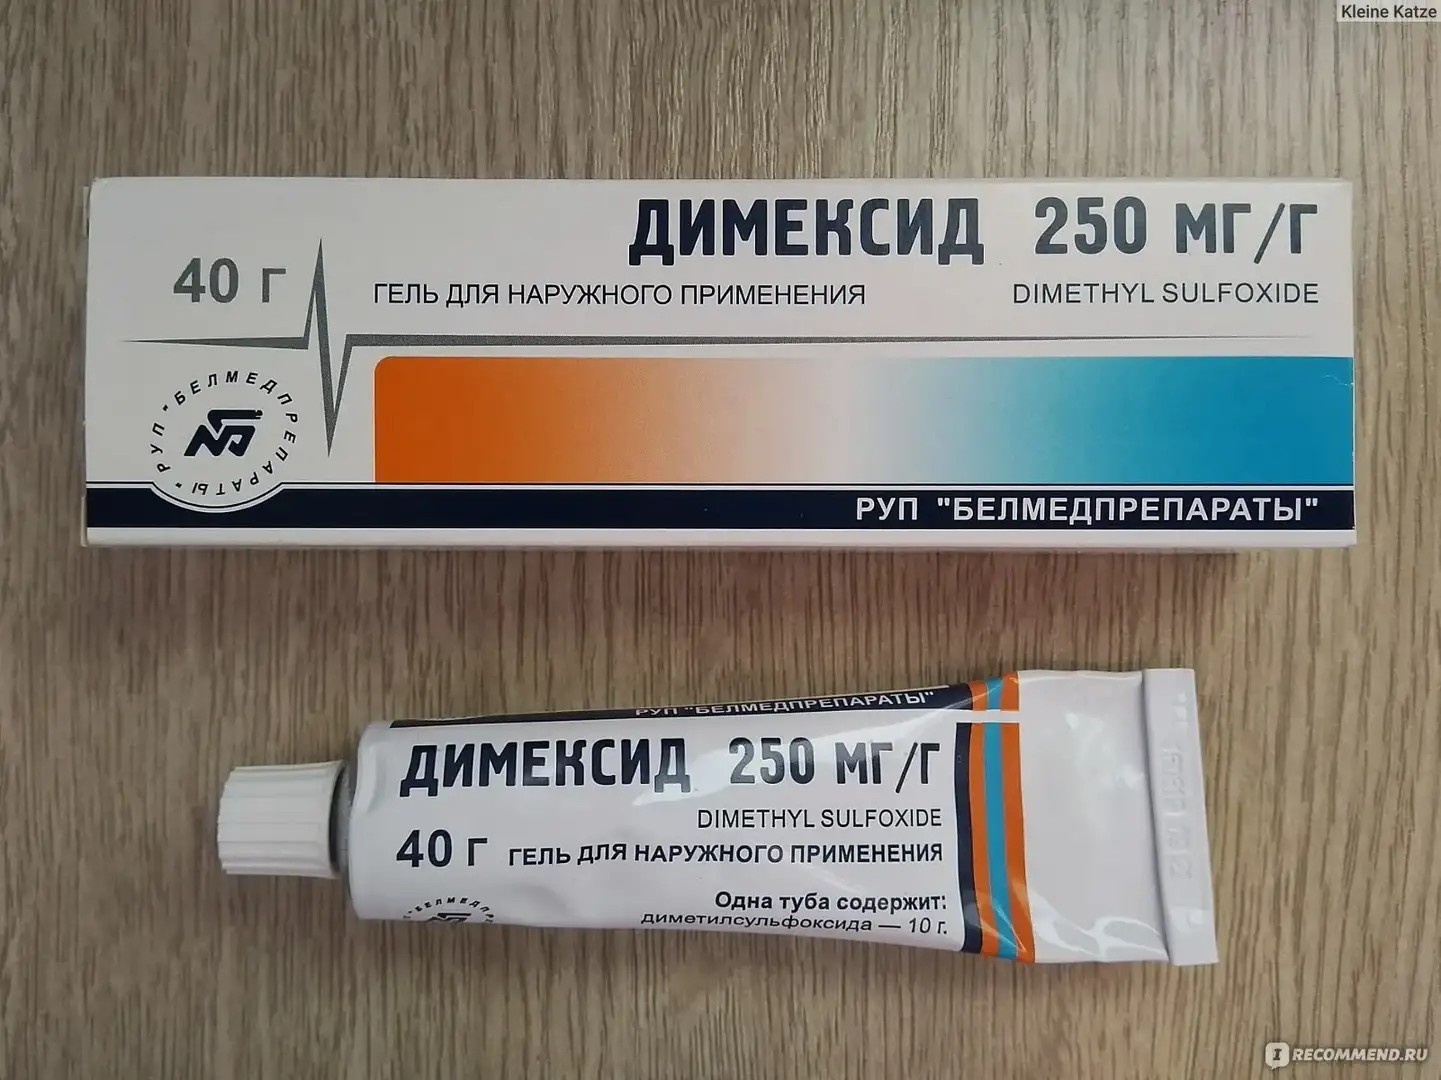 Kleine Katze
ДИМЕКСИД 250 МГ/Г
40 Г
ГЕЛЬ ДЛЯ НАРУЖНОГО ПРИМЕНЕНИЯ
DIMETHYL SULFOXIDE
РУП "БЕЛМЕДПРЕПАРАТЫ"
РУП "БЕЛМЕДПРЕПАРАТЫ"
РУП "БЕЛМЕДПРЕПАРАТЫ"
ДИМЕКСИД 250 МГ/Г
DIMETHYL SULFOXIDE
40 Г ГЕЛЬ ДЛЯ НАРУЖНОГО ПРИМЕНЕНИЯ
Одна туба содержит:
диметилсульфоксида — 10 г.
IRECOMMEND.RU